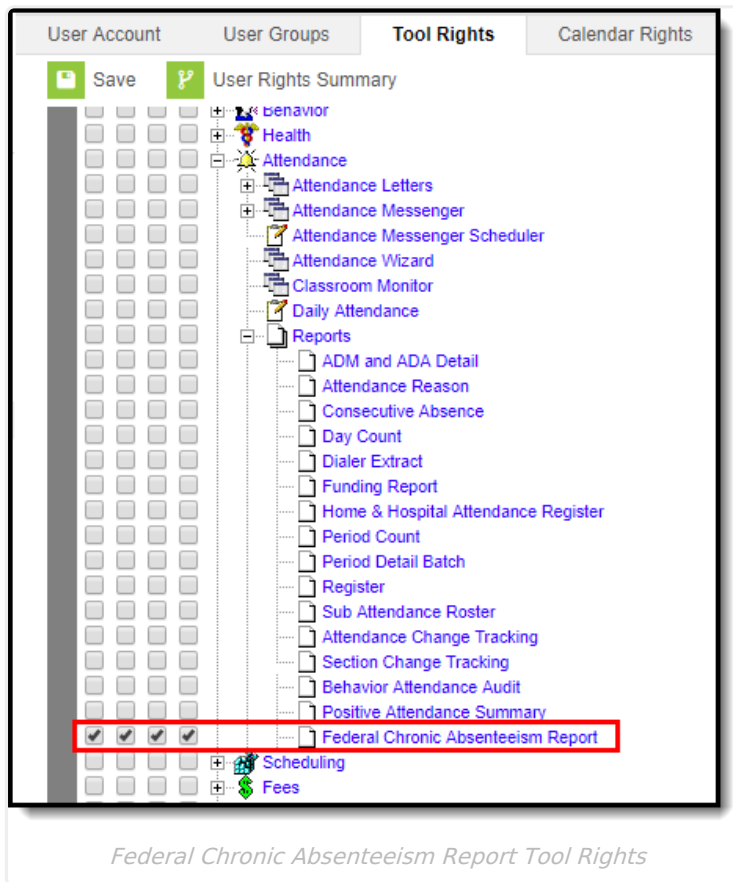 User Account User Groups Tool Rights Calendar Rights
Save User Rights Summary
Behavior
Health
Attendance
Attendance Letters
Attendance Messenger
Attendance Messenger Scheduler
Attendance Wizard
Classroom Monitor
Daily Attendance
Reports
ADM and ADA Detail
Attendance Reason
Consecutive Absence
Day Count
Dialer Extract
Funding Report
Home & Hospital Attendance Register
Period Count
Period Detail Batch
Register
Sub Attendance Roster
Attendance Change Tracking
Section Change Tracking
Behavior Attendance Audit
Positive Attendance Summary
Federal Chronic Absenteeism Report
Scheduling
Fees
Federal Chronic Absenteeism Report Tool Rights